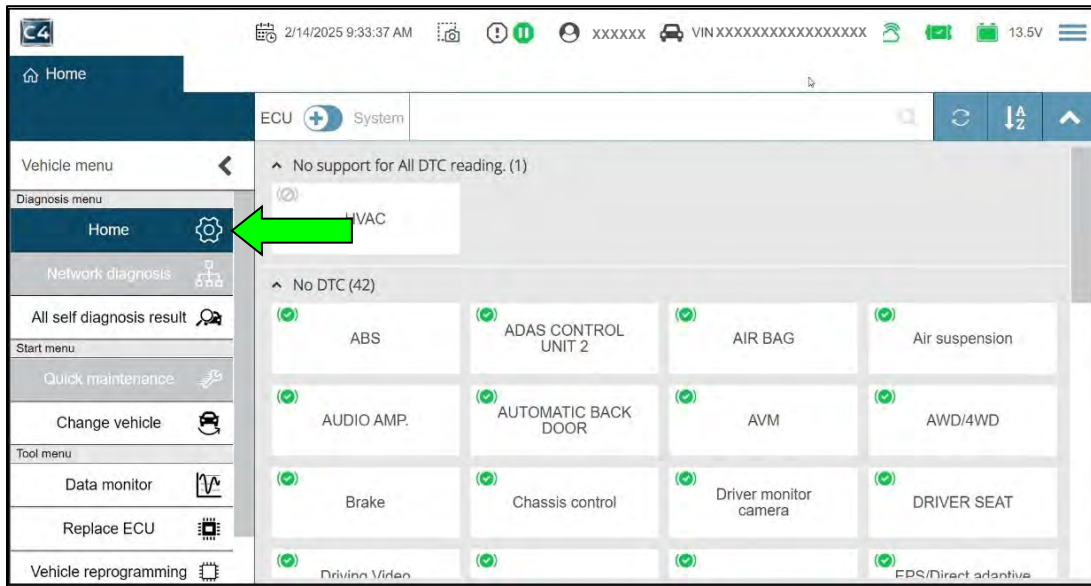 C4
2/14/2025 9:33:37 AM
xxxxxx
VIN XXXXXXXXXXXXXXXXX
13.5V
Home
ECU
System
A
Z
Vehicle menu
No support for All DTC reading. (1)
Diagnosis menu
HVAC
Home
Network diagnosis
No DTC (42)
All self diagnosis result
ABS
ADAS CONTROL
UNIT 2
AIR BAG
Air suspension
Start menu
Quick maintenance
Change vehicle
AUDIO AMP.
AUTOMATIC BACK
DOOR
AVM
AWD/4WD
Tool menu
Data monitor
Brake
Chassis control
Driver monitor
camera
DRIVER SEAT
Replace ECU
Vehicle reprogramming
Driving Video
EPS/Direct adaptive